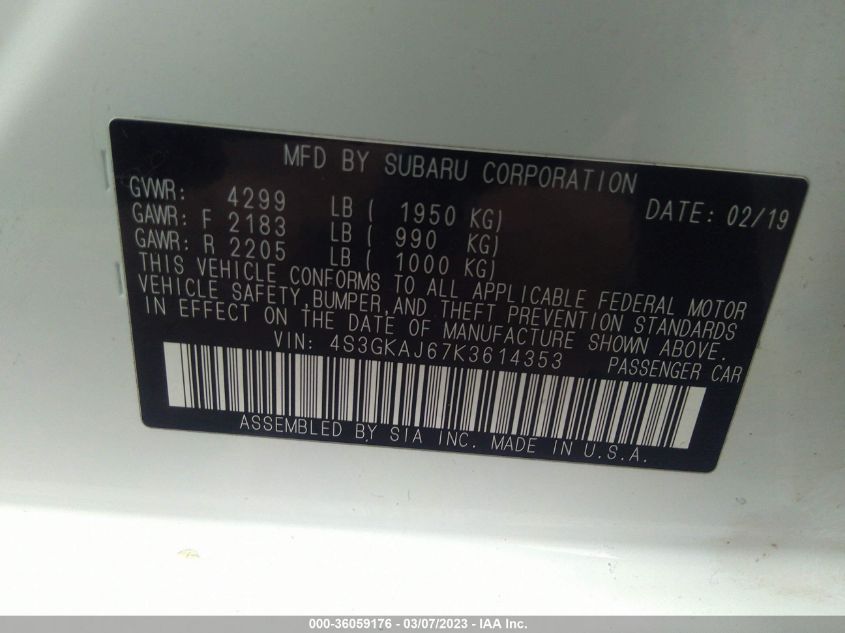 MFD BY SUBARU CORPORATION
GVWR: 4299 LB ( 1950 KG) DATE: 02/19
GAWR: F 2183 LB ( 990 KG)
GAWR: R 2205 LB ( 1000 KG)
THIS VEHICLE CONFORMS TO ALL APPLICABLE FEDERAL MOTOR
VEHICLE SAFETY,BUMPER,AND THEFT PREVENTION STANDARDS
IN EFFECT ON THE DATE OF MANUFACTURE SHOWN ABOVE.
VIN: 4S3GKAJ67K3614353 PASSENGER CAR
ASSEMBLED BY SIA INC. MADE IN U.S.A.
000-36059176 - 03/07/2023 - IAA Inc.